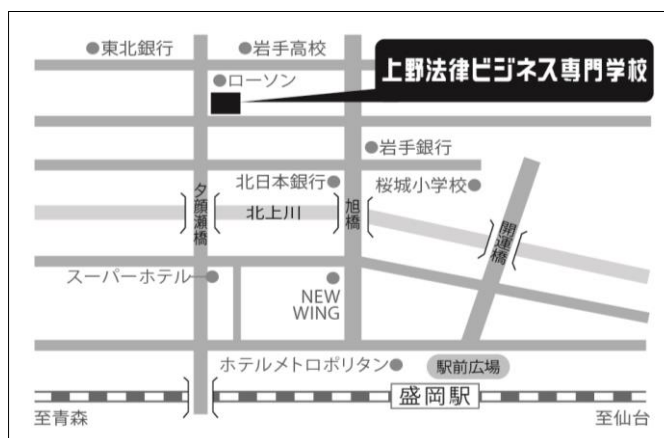 東北銀行
岩手高校
上野法律ビジネス専門学校
ローソン
岩手銀行
北日本銀行
桜城小学校
夕顔瀬橋
北上川
旭橋
開運橋
スーパーホテル
NEW
WING
ホテルメトロポリタン
駅前広場
盛岡駅
至青森
至仙台